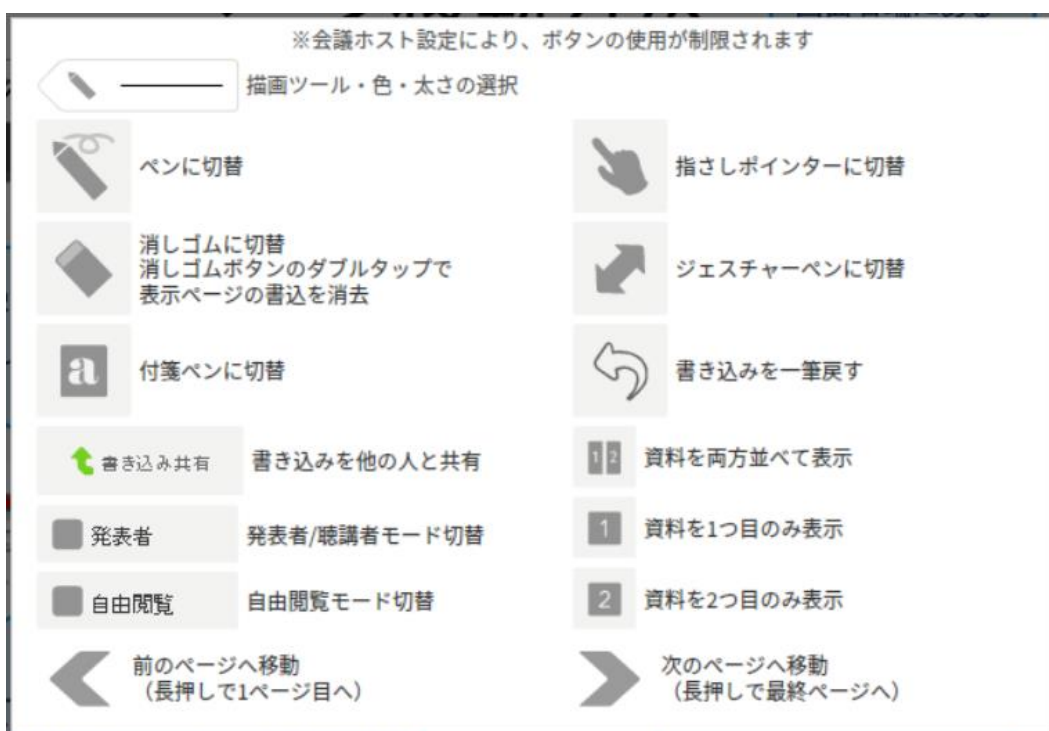 ※会議ホスト設定により、ボタンの使用が制限されます
描画ツール・色・太さの選択
ペンに切替
指さしポインターに切替
消しゴムに切替
消しゴムボタンのダブルタップで
表示ページの書込を消去
ジェスチャーペンに切替
a
付箋ペンに切替
書き込みを一筆戻す
書き込み共有
書き込みを他の人と共有
1 2
資料を両方並べて表示
発表者
発表者/聴講者モード切替
1
資料を1つ目のみ表示
自由閲覧
自由閲覧モード切替
2
資料を2つ目のみ表示
前のページへ移動
（長押しで1ページ目へ）
次のページへ移動
（長押しで最終ページへ）